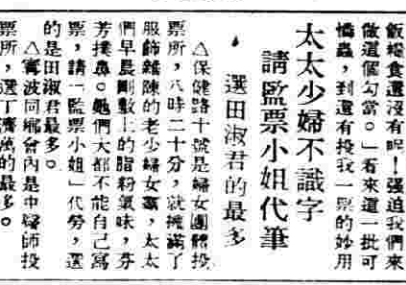 飯糰食還沒有呢！强迫我們來
做這個勾當。」看來這一批可
憐蟲，到還有投我一票的妙用
太太少婦不識字
請監票小姐代筆
選田淑君的最多
△保健路十號是婦女團體投
票所，八時二十分，就擁滿了
服飾雜陳的老少婦女羣，太太
們早晨剛敷上的脂粉氣味，芬
芳撲鼻。她們大都不能自己寫
票，請「監票小姐」代勞，選
的是田淑君最多。
△寗波同鄉會內是中醫師投
票所，選丁濟萬的最多。